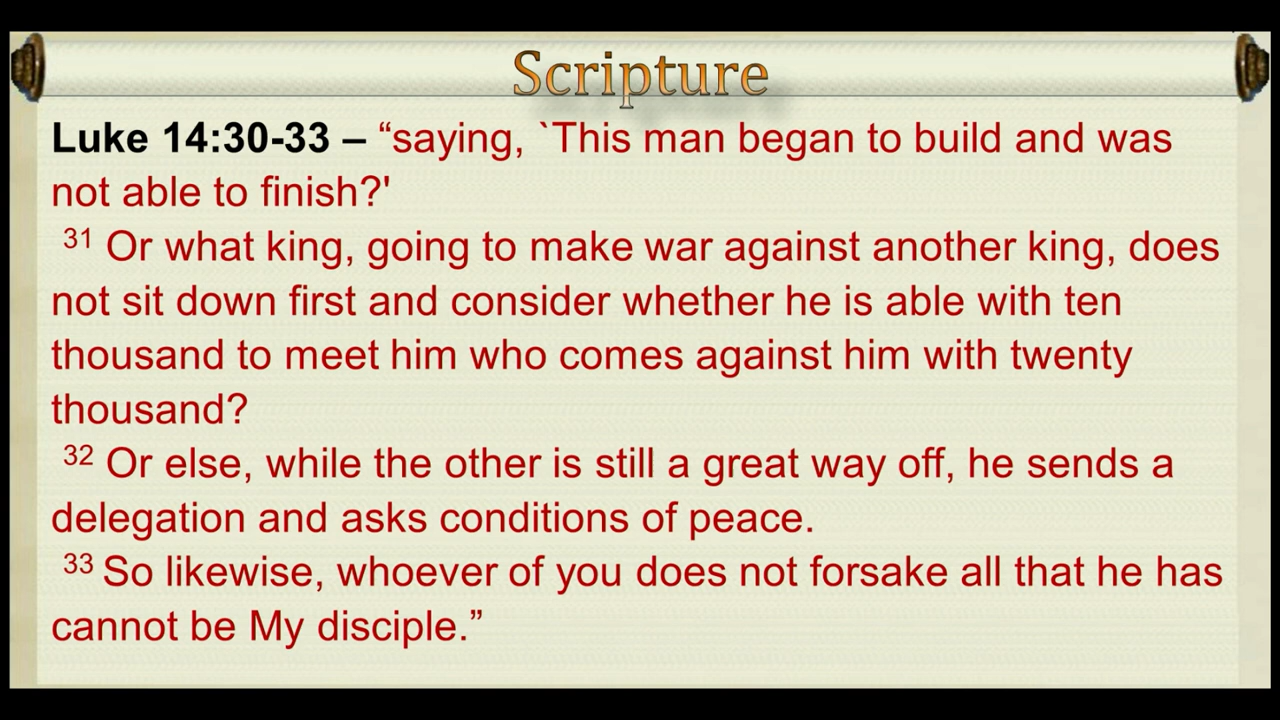 Scripture
Luke 14:30-33 – “saying, `This man began to build and was
not able to finish?'
31 Or what king, going to make war against another king, does
not sit down first and consider whether he is able with ten
thousand to meet him who comes against him with twenty
thousand?
32 Or else, while the other is still a great way off, he sends a
delegation and asks conditions of peace.
33 So likewise, whoever of you does not forsake all that he has
cannot be My disciple.”